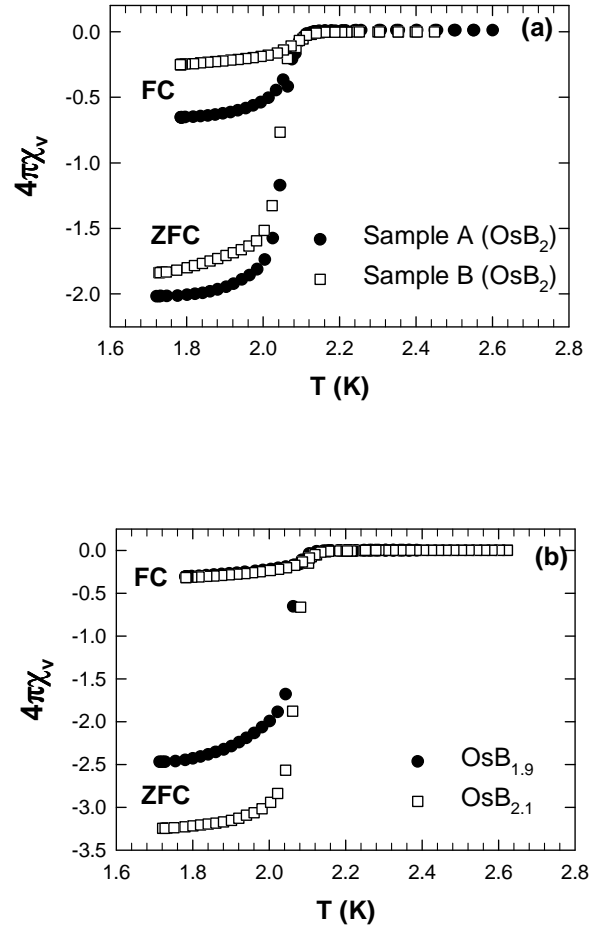 (a)
0.0
-0.5
-1.0
-1.5
-2.0
4πχᵥ
FC
ZFC
Sample A (OsB₂)
Sample B (OsB₂)
1.6 1.8 2.0 2.2 2.4 2.6 2.8
T (K)
(b)
0.0
-0.5
-1.0
-1.5
-2.0
-2.5
-3.0
-3.5
4πχᵥ
FC
ZFC
OsB₁.₉
OsB₂.₁
1.6 1.8 2.0 2.2 2.4 2.6 2.8
T (K)